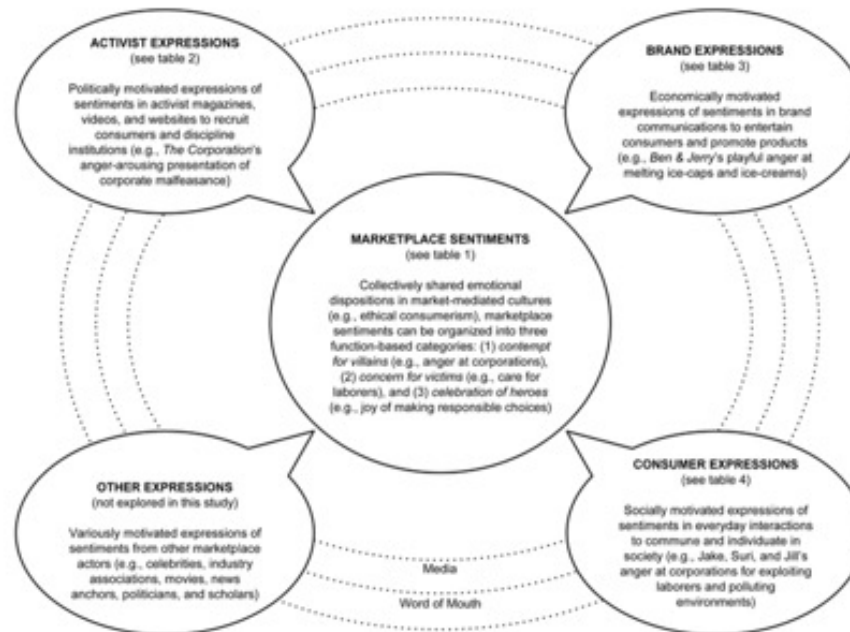 ACTIVIST EXPRESSIONS
(see table 2)
Politically motivated expressions of
sentiments in activist magazines,
videos, and websites to recruit
consumers and discipline
institutions (e.g., The Corporation's
anger-arousing presentation of
corporate malfeasance)
BRAND EXPRESSIONS
(see table 3)
Economically motivated
expressions of sentiments in brand
communications to entertain
consumers and promote products
(e.g., Ben & Jerry's playful anger at
melting ice-caps and ice-creams)
MARKETPLACE SENTIMENTS
(see table 1)
Collectively shared emotional
dispositions in market-mediated cultures
(e.g., ethical consumerism), marketplace
sentiments can be organized into three
function-based categories: (1) contempt
for villains (e.g., anger at corporations),
(2) concern for victims (e.g., care for
laborers), and (3) celebration of heroes
(e.g., joy of making responsible choices)
OTHER EXPRESSIONS
(not explored in this study)
Variously motivated expressions of
sentiments from other marketplace
actors (e.g., celebrities, industry
associations, movies, news
anchors, politicians, and scholars)
CONSUMER EXPRESSIONS
(see table 4)
Socially motivated expressions of
sentiments in everyday interactions
to commune and individuate in
society (e.g., Jake, Suri, and Jill's
anger at corporations for exploiting
laborers and polluting
environments)
Media
Word of Mouth